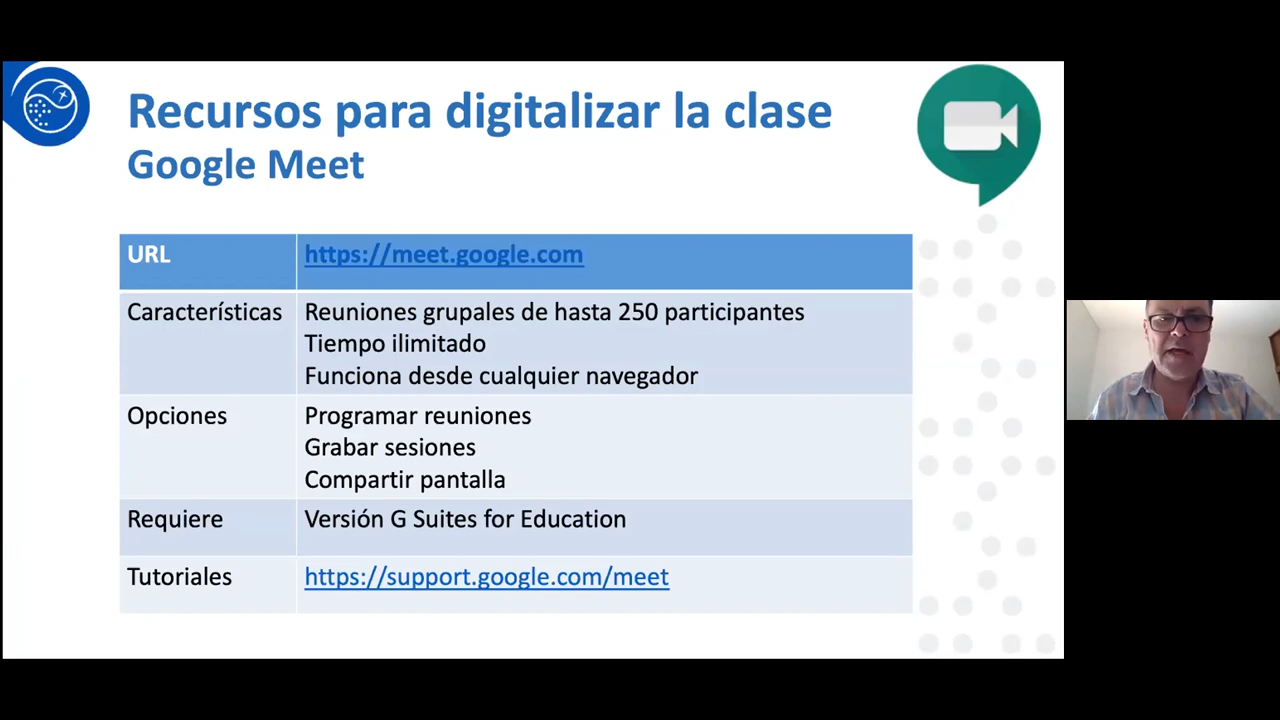 Recursos para digitalizar la clase
Google Meet
URL
https://meet.google.com
Características
Reuniones grupales de hasta 250 participantes
Tiempo ilimitado
Funciona desde cualquier navegador
Opciones
Programar reuniones
Grabar sesiones
Compartir pantalla
Requiere
Versión G Suites for Education
Tutoriales
https://support.google.com/meet